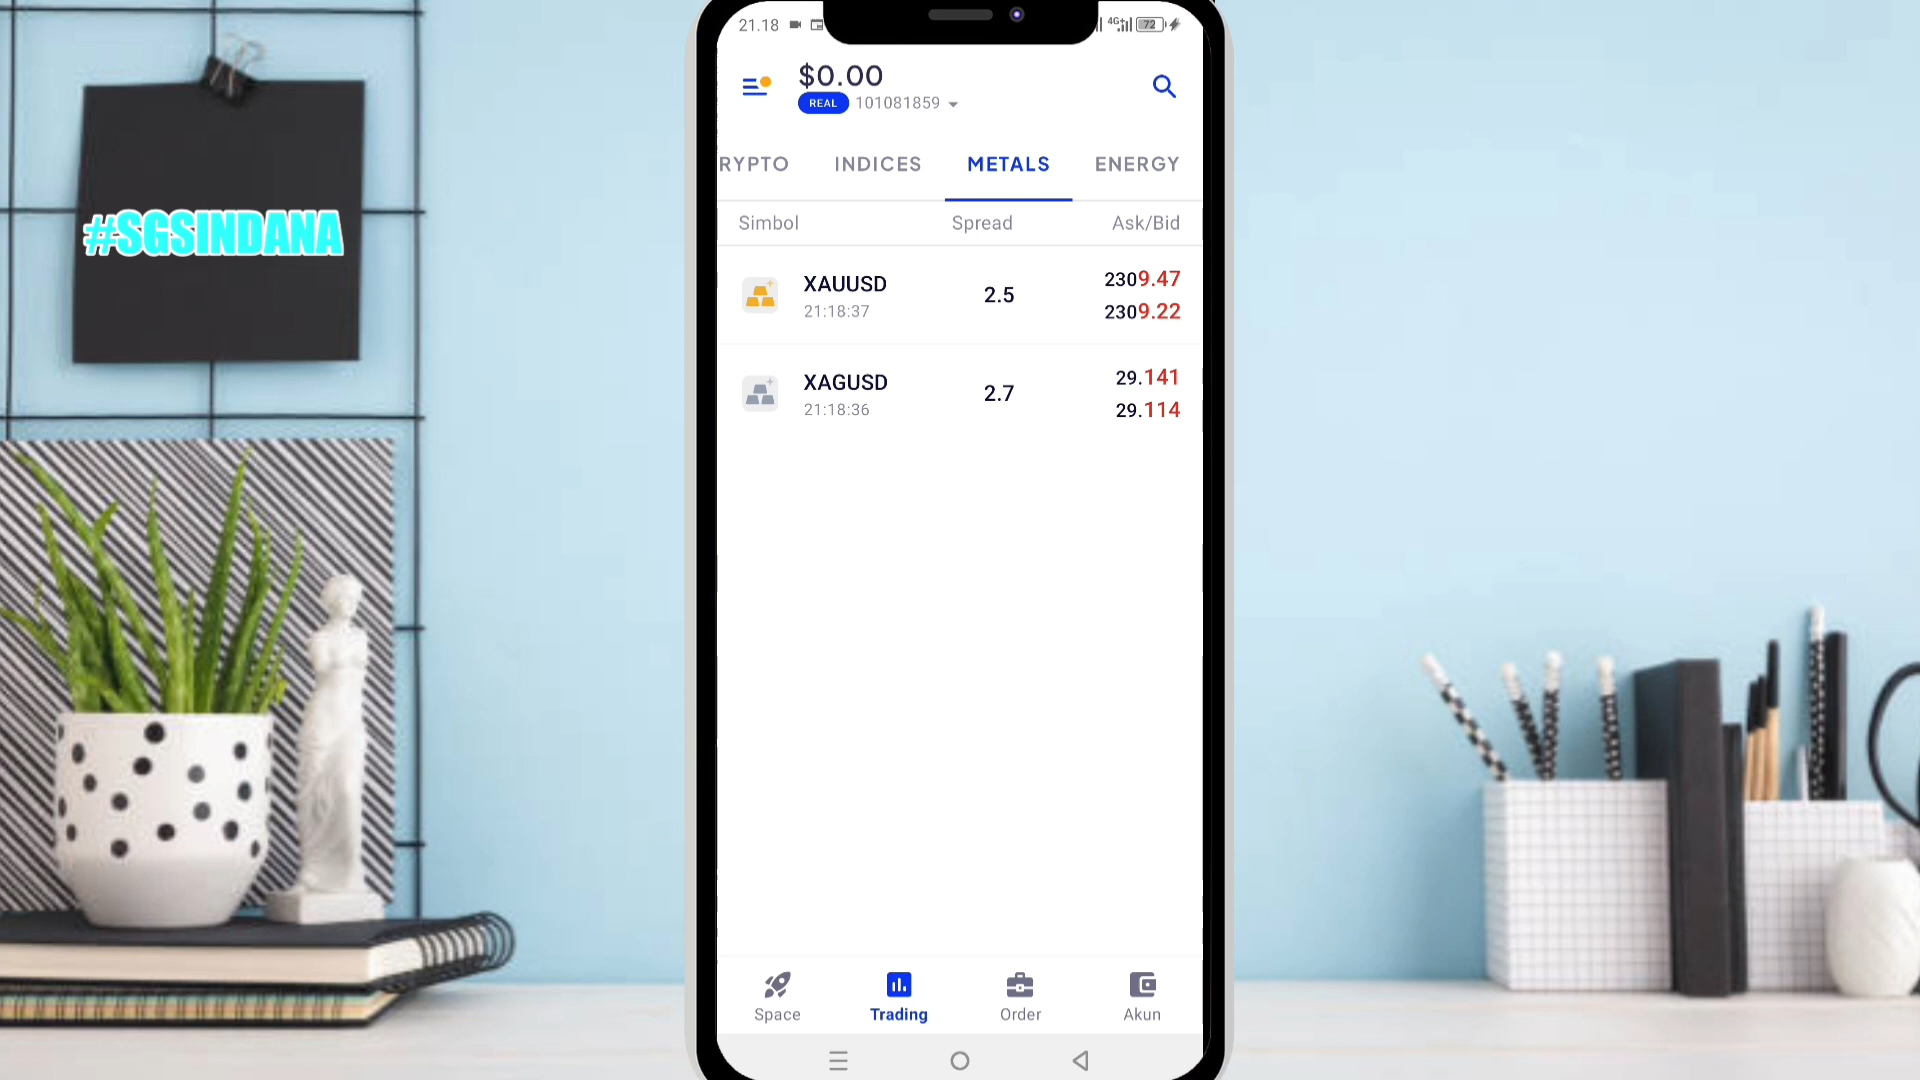 #SGSINDANA
21.18
4G+
72
$0.00
REAL 101081859
RYPTO INDICES METALS ENERGY
Simbol Spread Ask/Bid
XAUUSD 2.5 2309.47
21:18:37 2309.22
XAGUSD 2.7 29.141
21:18:36 29.114
Space Trading Order Akun